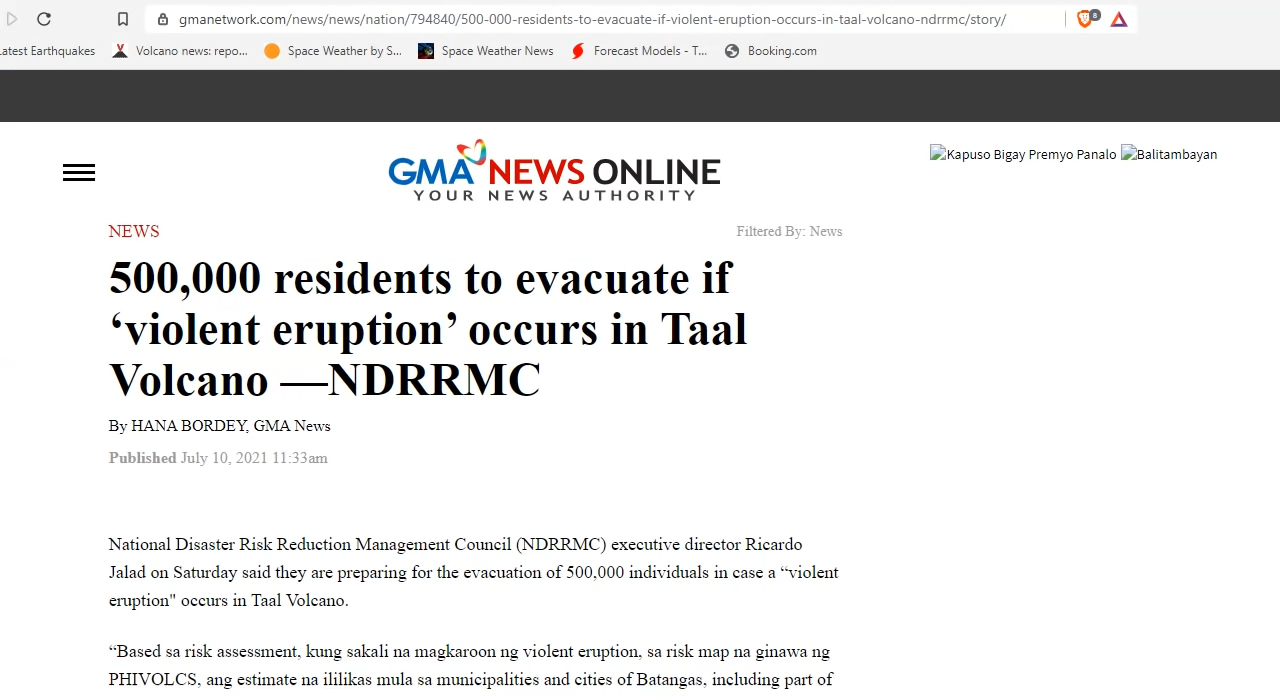 gmanetwork.com/news/news/nation/794840/500-000-residents-to-evacuate-if-violent-eruption-occurs-in-taal-volcano-ndrrmc/story/
8
atest Earthquakes Volcano news: repo... Space Weather by S... Space Weather News Forecast Models - T... Booking.com
GMA NEWS ONLINE
YOUR NEWS AUTHORITY
Kapuso Bigay Premyo Panalo Balitambayan
NEWS
Filtered By: News
500,000 residents to evacuate if
‘violent eruption’ occurs in Taal
Volcano —NDRRMC
By HANA BORDEY, GMA News
Published July 10, 2021 11:33am
National Disaster Risk Reduction Management Council (NDRRMC) executive director Ricardo
Jalad on Saturday said they are preparing for the evacuation of 500,000 individuals in case a “violent
eruption" occurs in Taal Volcano.
“Based sa risk assessment, kung sakali na magkaroon ng violent eruption, sa risk map na ginawa ng
PHIVOLCS, ang estimate na ililikas mula sa municipalities and cities of Batangas, including part of